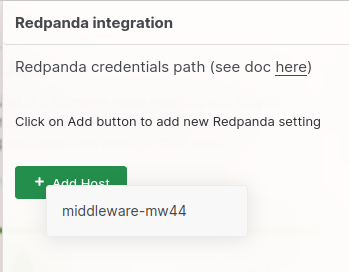 Redpanda integration
Redpanda credentials path (see doc here)
Click on Add button to add new Redpanda setting
+ Add Host
middleware-mw44